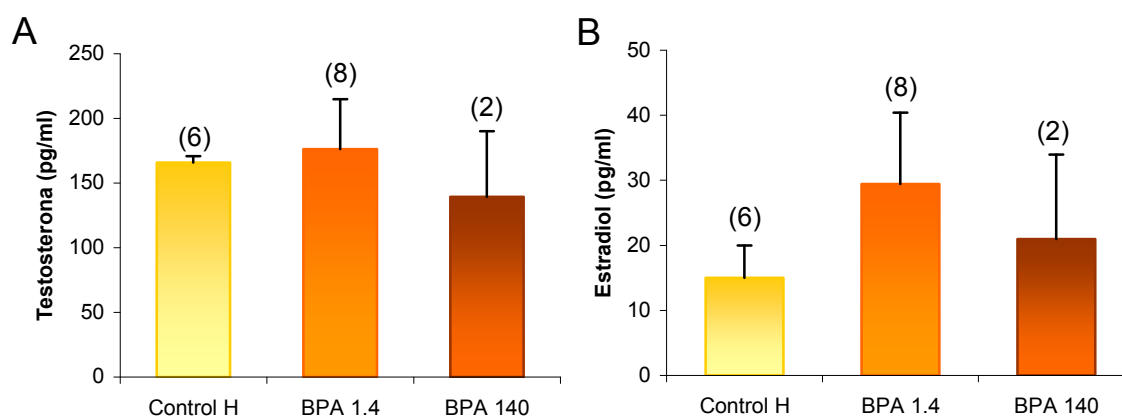 A
Testosterona (pg/ml)
250
200
150
100
50
0
(6)
(8)
(2)
Control H
BPA 1.4
BPA 140
B
Estradiol (pg/ml)
50
40
30
20
10
0
(6)
(8)
(2)
Control H
BPA 1.4
BPA 140